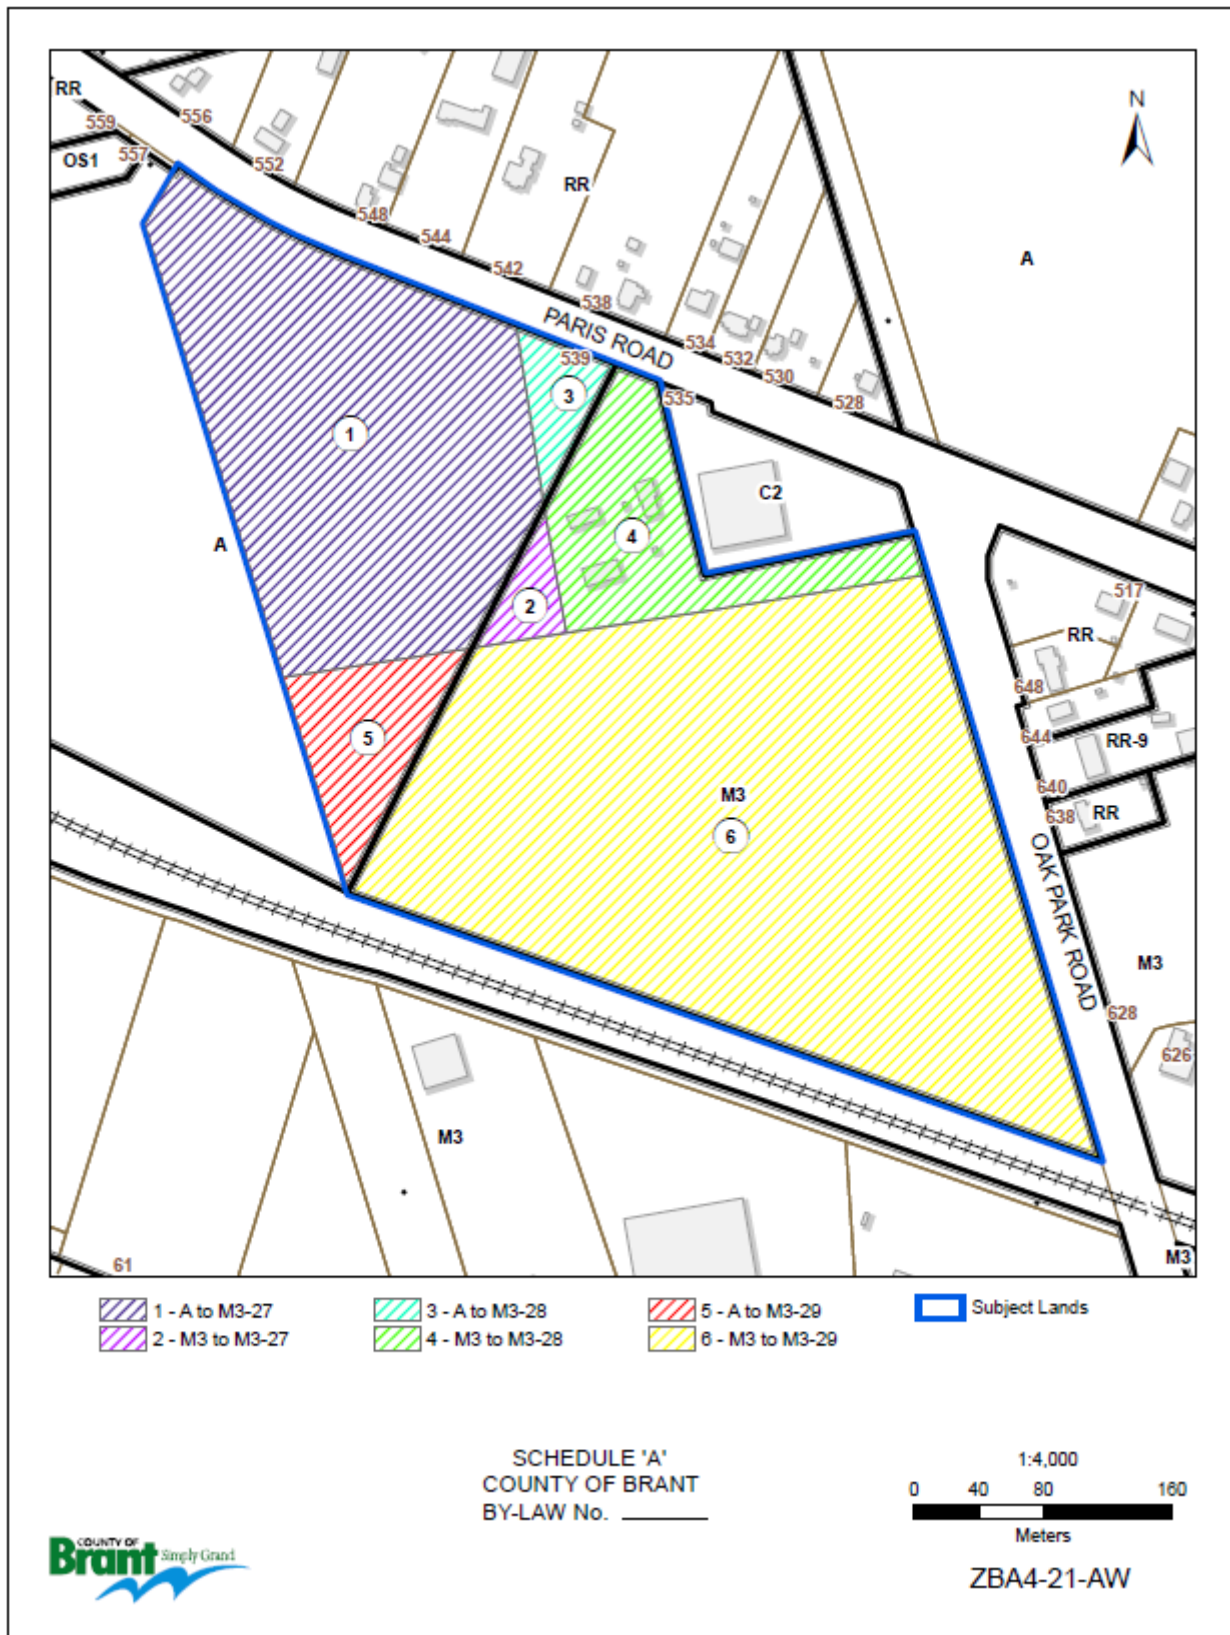 N
RR
559
556
OS1
557
552
RR
548
544
A
542
538
PARIS ROAD
539
534
532
530
535
528
3
1
C2
4
A
517
2
RR
648
5
644
RR-9
M3
640
6
638
RR
OAK PARK ROAD
M3
628
626
M3
M3
61
1 - A to M3-27
3 - A to M3-28
5 - A to M3-29
Subject Lands
2 - M3 to M3-27
4 - M3 to M3-28
6 - M3 to M3-29
SCHEDULE 'A'
COUNTY OF BRANT
BY-LAW No. ________
1:4,000
0 40 80 160
Meters
ZBA4-21-AW
COUNTY OF
Brant Simply Grand